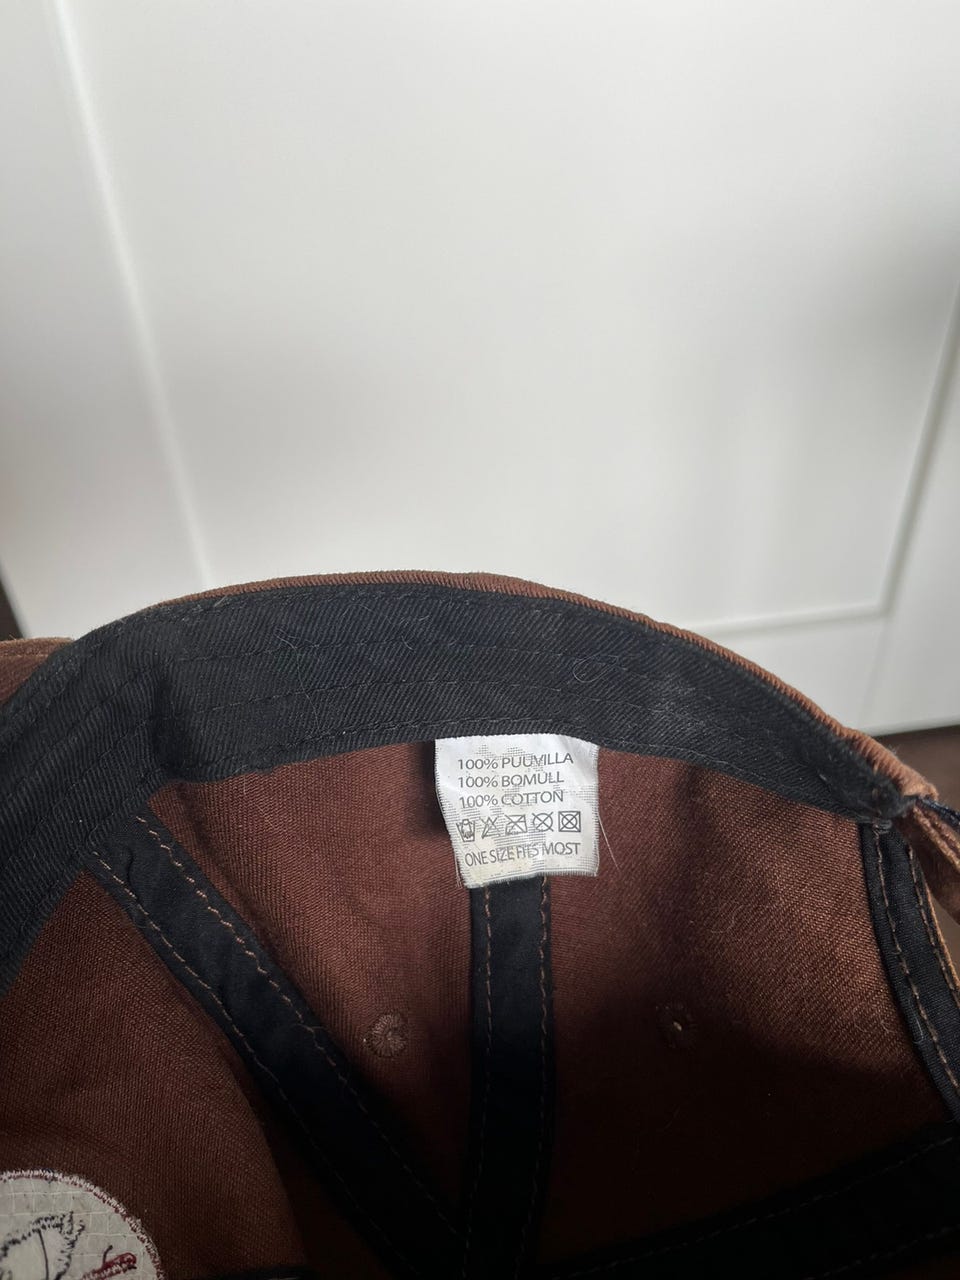 100% PUUVILLA
100% BOMULL
100% COTTON
ONE SIZE FITS MOST